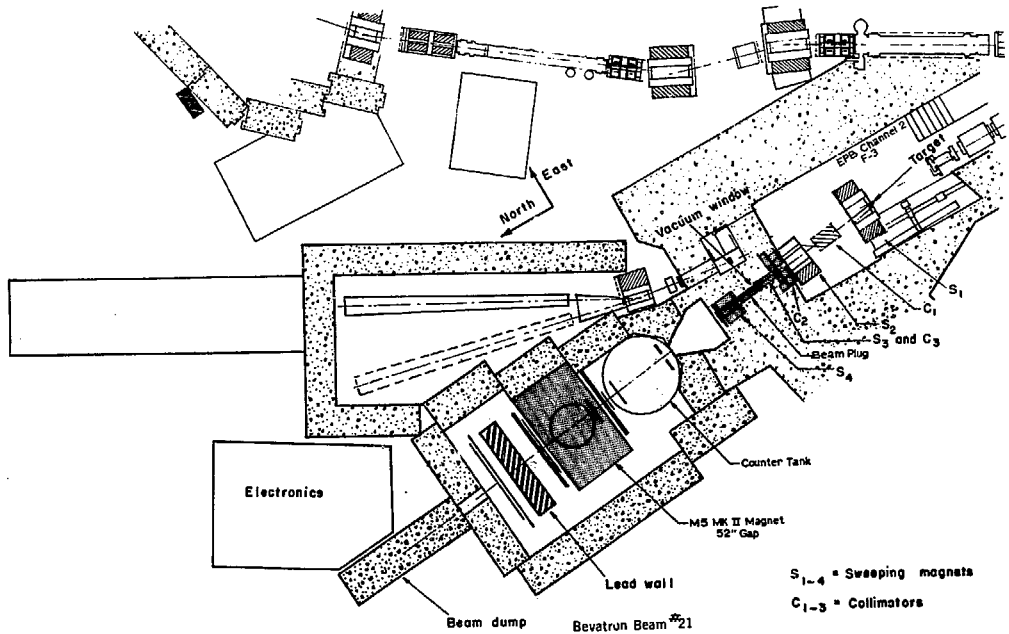 EPB Channel 2
F-3
Target
East
North
Vacuum window
S₁
C₁
S₂
C₂
S₃ and C₃
Beam Plug
S₄
Counter Tank
Electronics
M5 MK II Magnet
52" Gap
Lead wall
S₁₋₄ = Sweeping magnets
C₁₋₃ = Collimators
Beam dump
Bevatron Beam #21